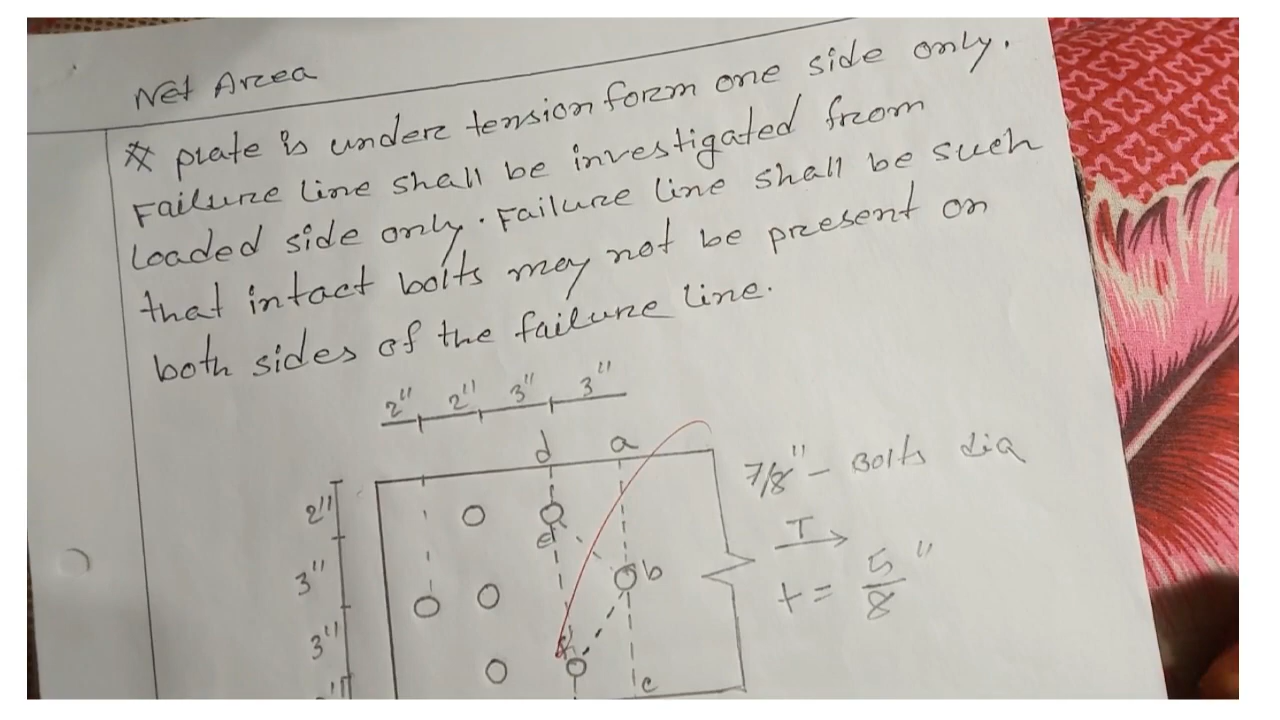 Net Area
* plate is under tension form one side only.
Failure line shall be investigated from
loaded side only. Failure line shall be such
that intact bolts may not be present on
both sides of the failure line.
2" 2" 3" 3"
d a
7/8" - Bolts dia
2"
T
e
3"
b
t = 5/8"
3"
c